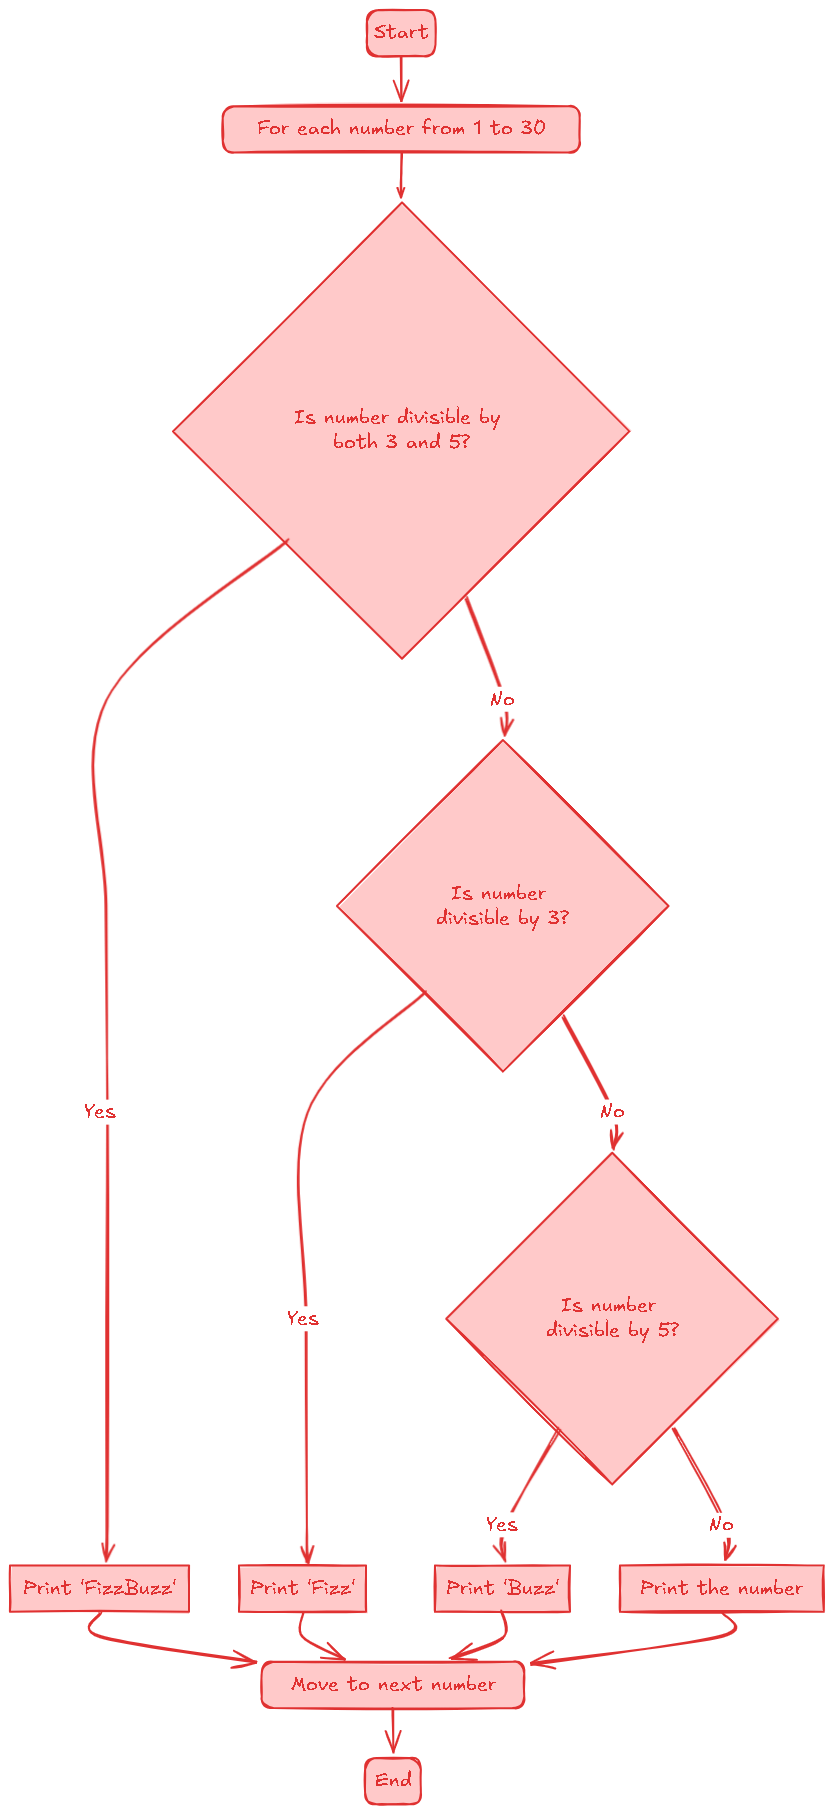 Start
For each number from 1 to 30
Is number divisible by
both 3 and 5?
No
Is number
divisible by 3?
Yes
No
Is number
divisible by 5?
Yes
Yes
No
Print 'FizzBuzz'
Print 'Fizz'
Print 'Buzz'
Print the number
Move to next number
End